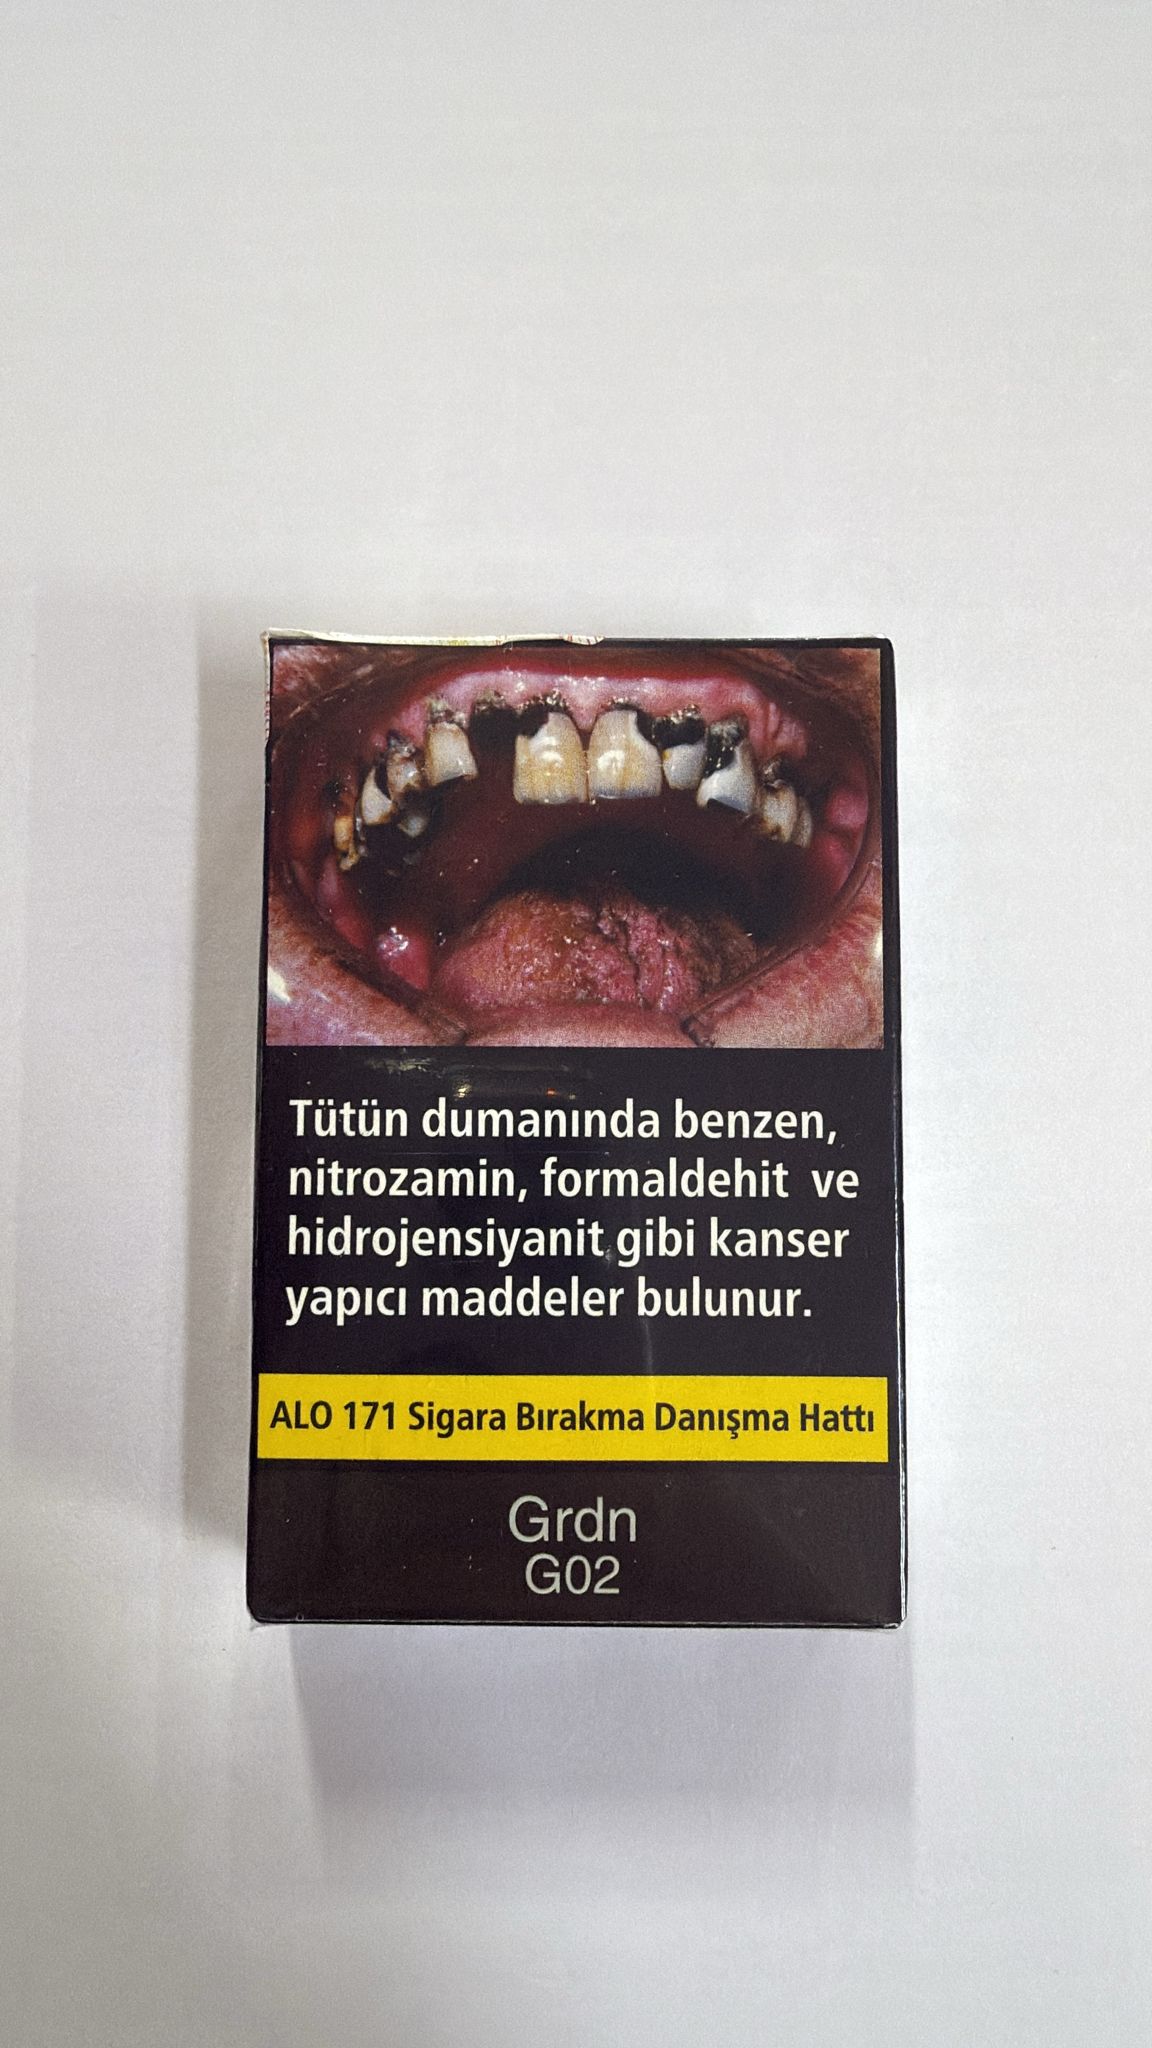 Tütün dumanında benzen,
nitrozamin, formaldehit ve
hidrojensiyanit gibi kanser
yapıcı maddeler bulunur.
ALO 171 Sigara Bırakma Danışma Hattı
Grdn
G02